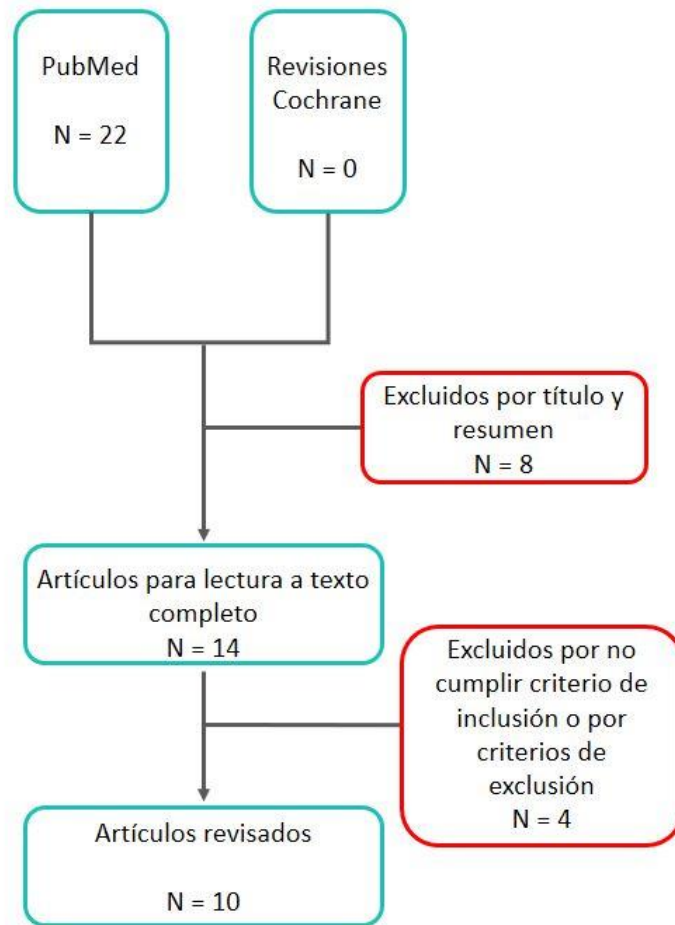 PubMed
N = 22
Revisiones
Cochrane
N = 0
Excluidos por título y
resumen
N = 8
Artículos para lectura a texto
completo
N = 14
Excluidos por no
cumplir criterio de
inclusión o por
criterios de
exclusión
N = 4
Artículos revisados
N = 10